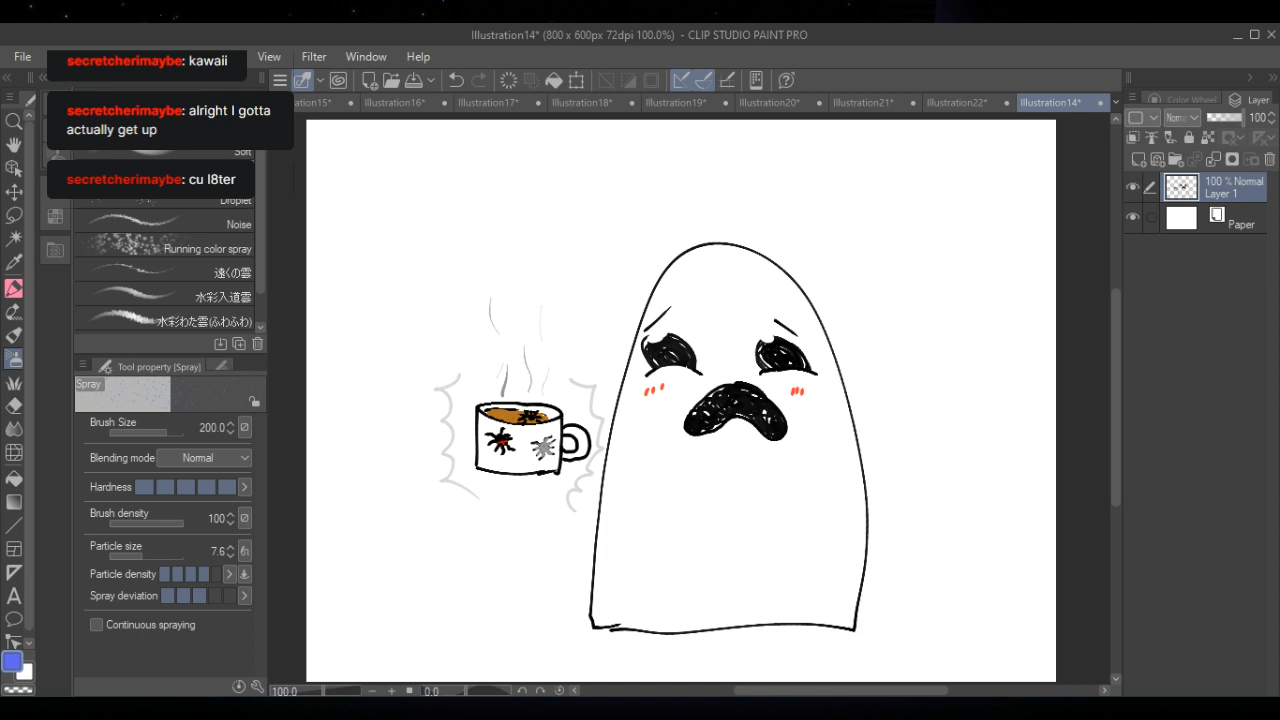 Illustration14* (800 x 600px 72dpi 100.0%) - CLIP STUDIO PAINT PRO
File
View
Filter
Window
Help
secretcherimaybe: kawaii
secretcherimaybe: alright I gotta
actually get up
secretcherimaybe: cu l8ter
ation15*
Illustration16*
Illustration17*
Illustration18*
Illustration19*
Illustration20*
Illustration21*
Illustration22*
Illustration14*
Color Wheel
Layer
Norm
100
100 % Normal
Layer 1
Paper
Soft
Droplet
Noise
Running color spray
遠くの雲
水彩入道雲
水彩わた雲(ふわふわ)
Tool property [Spray]
Spray
Brush Size
200.0
Blending mode
Normal
Hardness
Brush density
100
Particle size
7.6
Particle density
Spray deviation
Continuous spraying
100.0
0.0